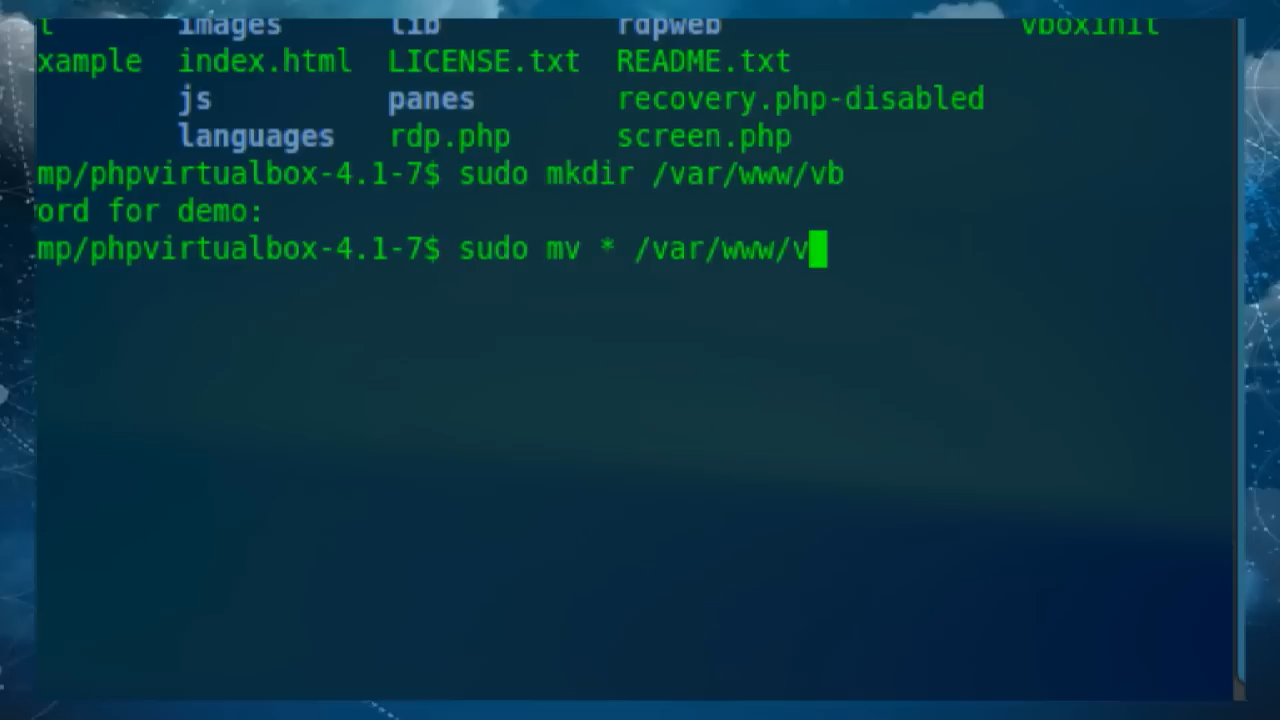 images lib rdpweb vboxinit
xample index.html LICENSE.txt README.txt
js panes recovery.php-disabled
languages rdp.php screen.php
mp/phpvirtualbox-4.1-7$ sudo mkdir /var/www/vb
ord for demo:
mp/phpvirtualbox-4.1-7$ sudo mv * /var/www/v